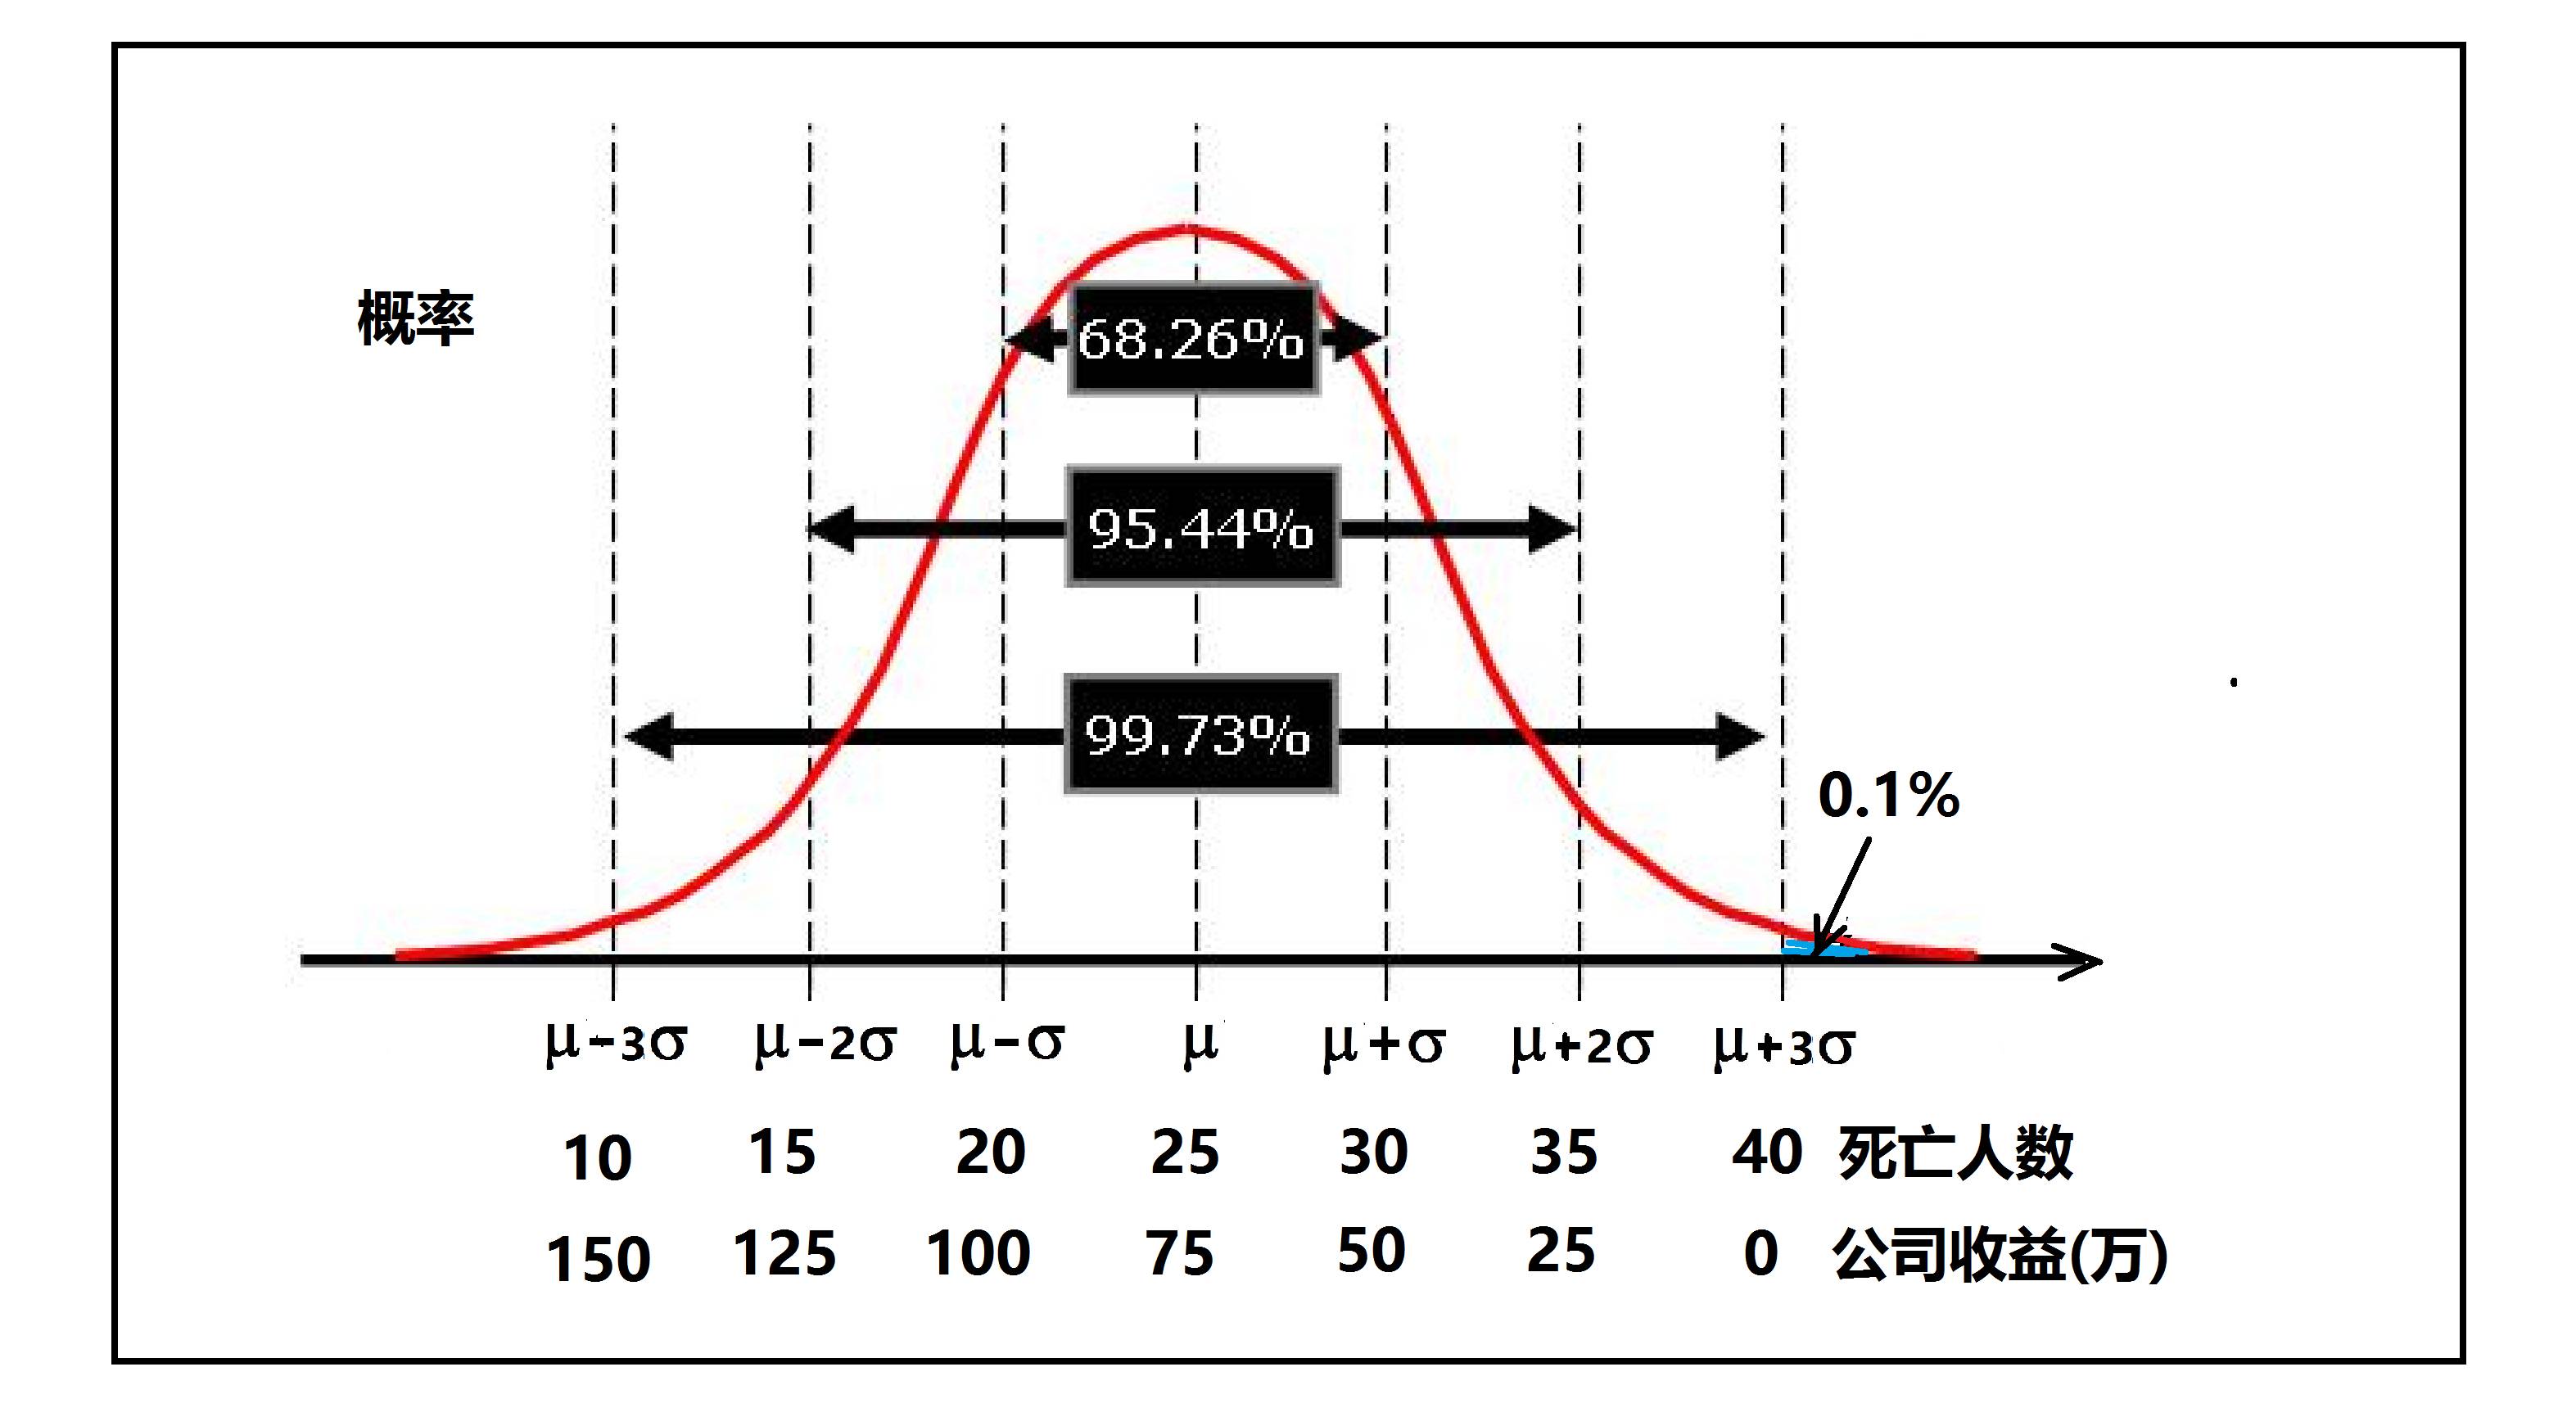 概率
68.26%
95.44%
99.73%
0.1%
μ-3σ μ-2σ μ-σ μ μ+σ μ+2σ μ+3σ
10 15 20 25 30 35 40 死亡人数
150 125 100 75 50 25 0 公司收益(万)